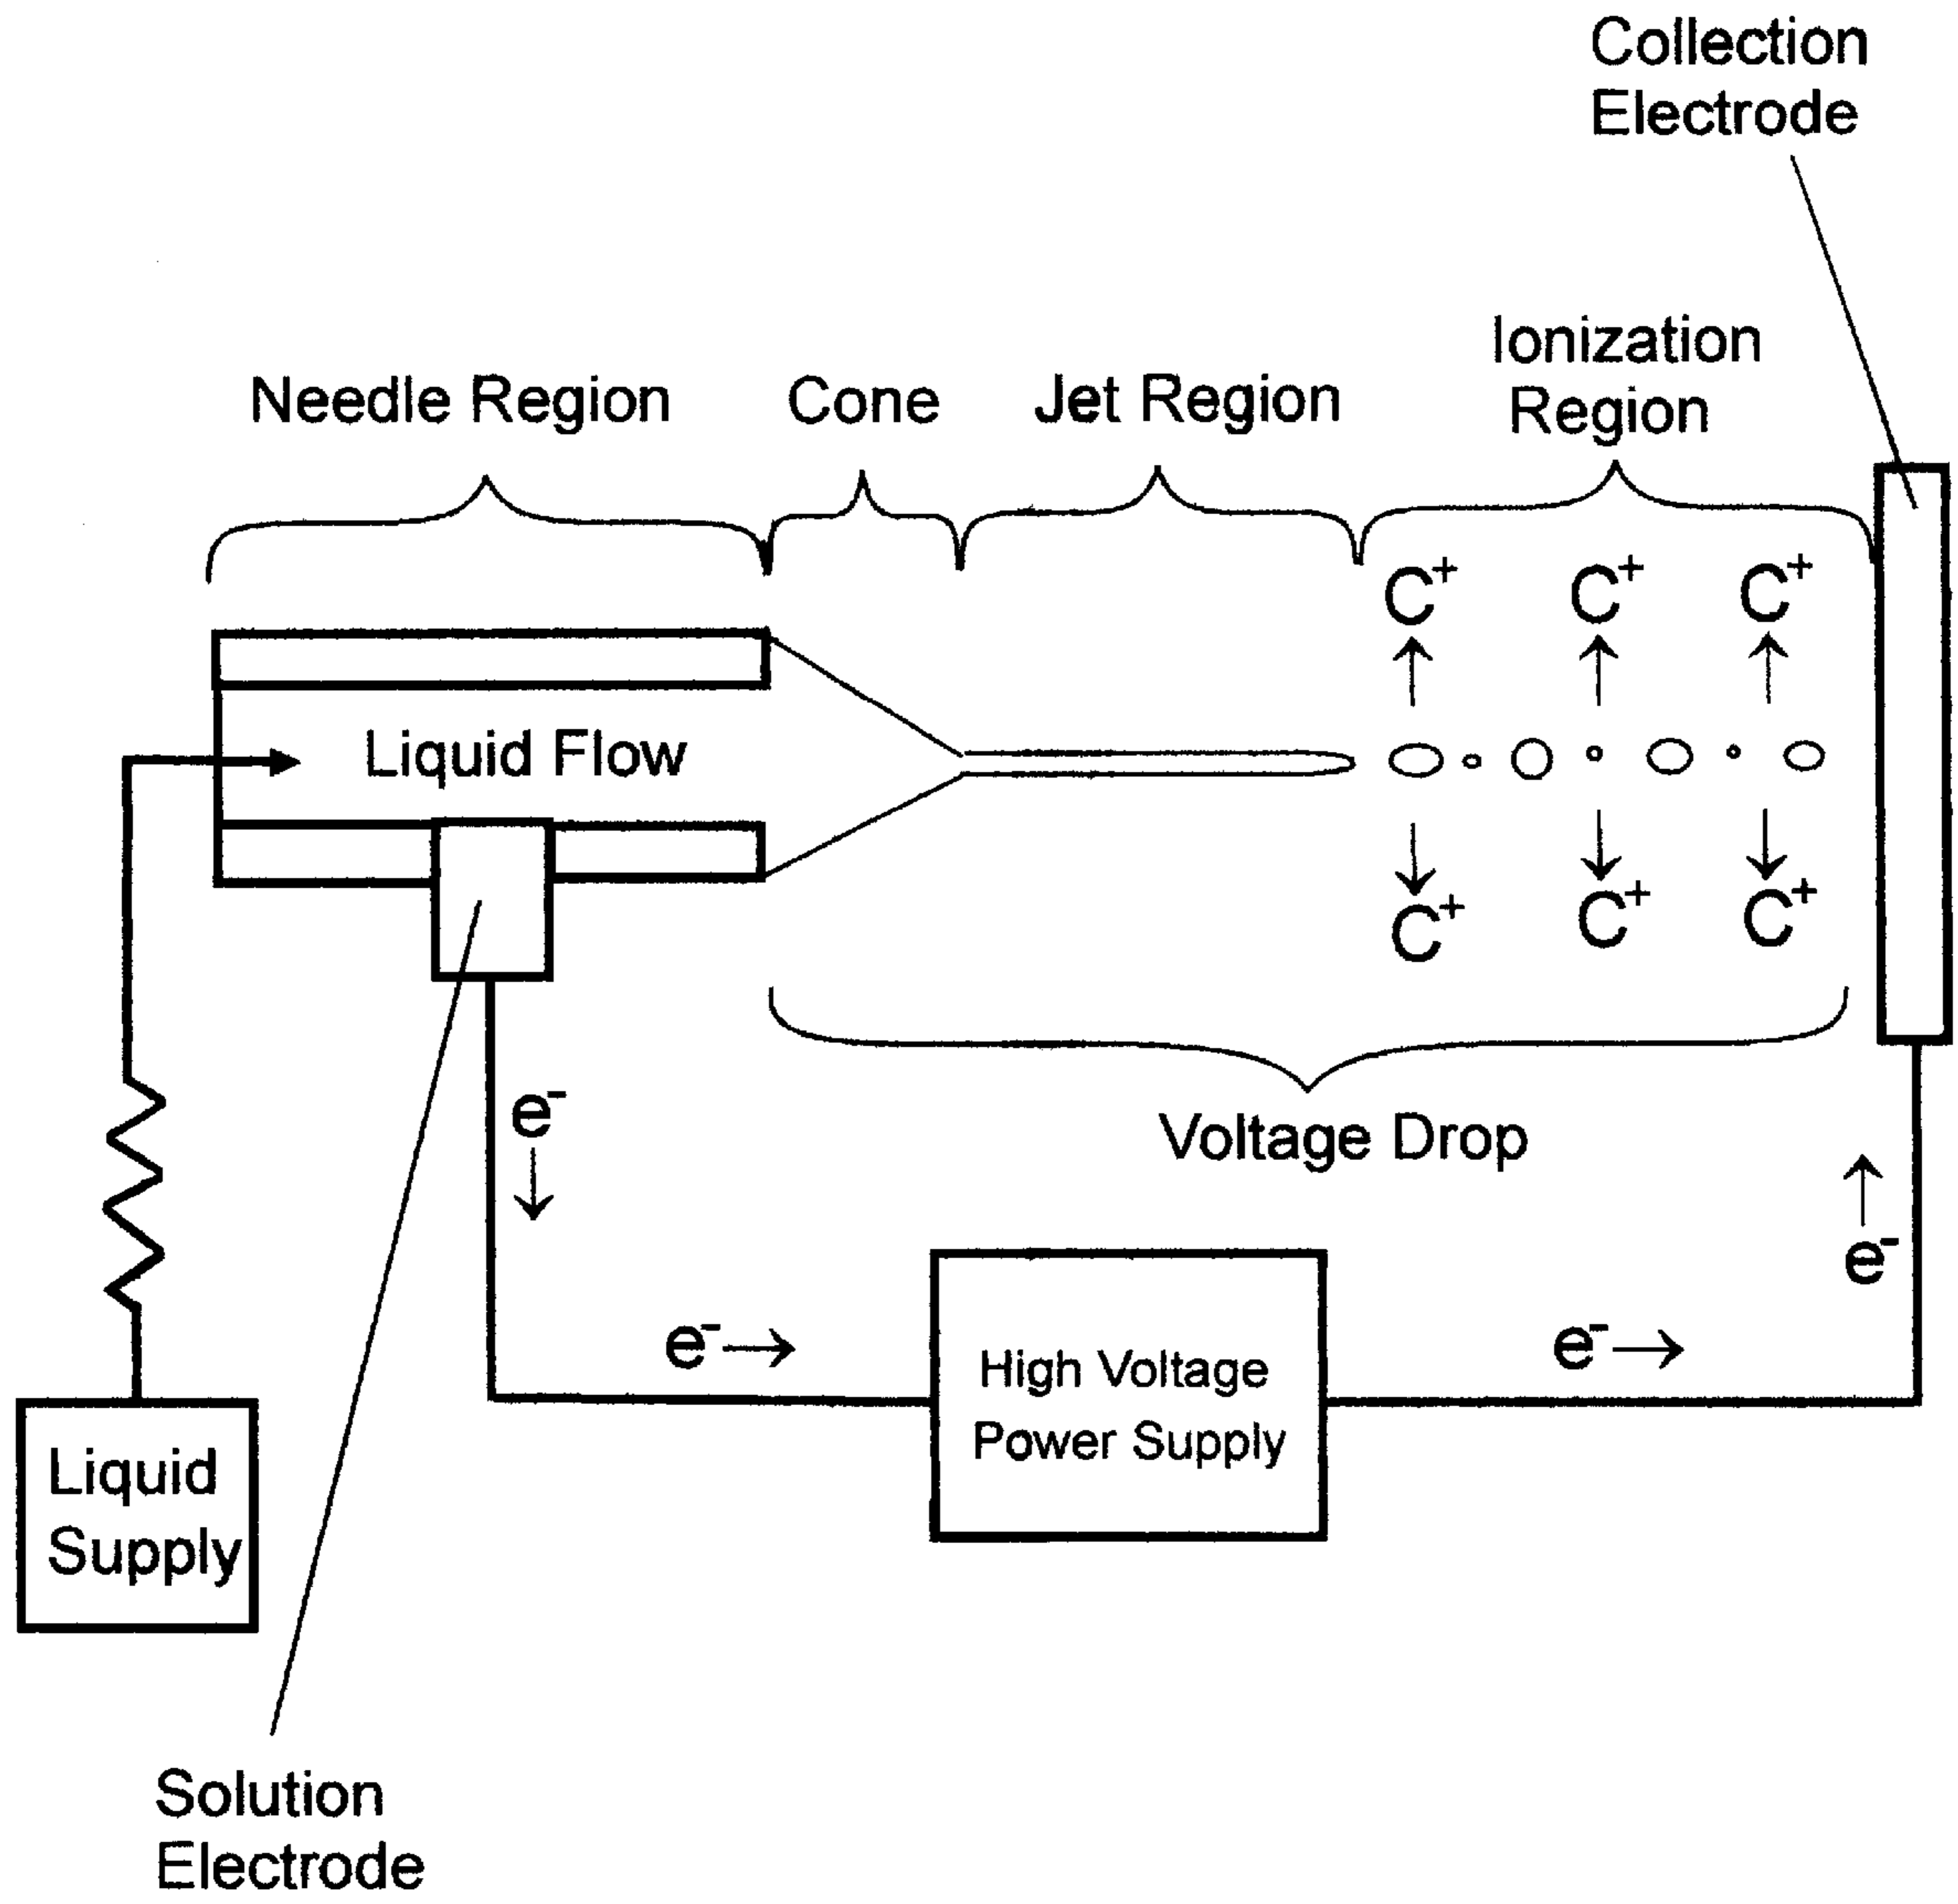 Collection
Electrode
Ionization
Region
Needle Region
Cone
Jet Region
C+
C+
C+
Liquid Flow
C+
C+
C+
e-
Voltage Drop
e-
e-
e-
High Voltage
Power Supply
Liquid
Supply
Solution
Electrode